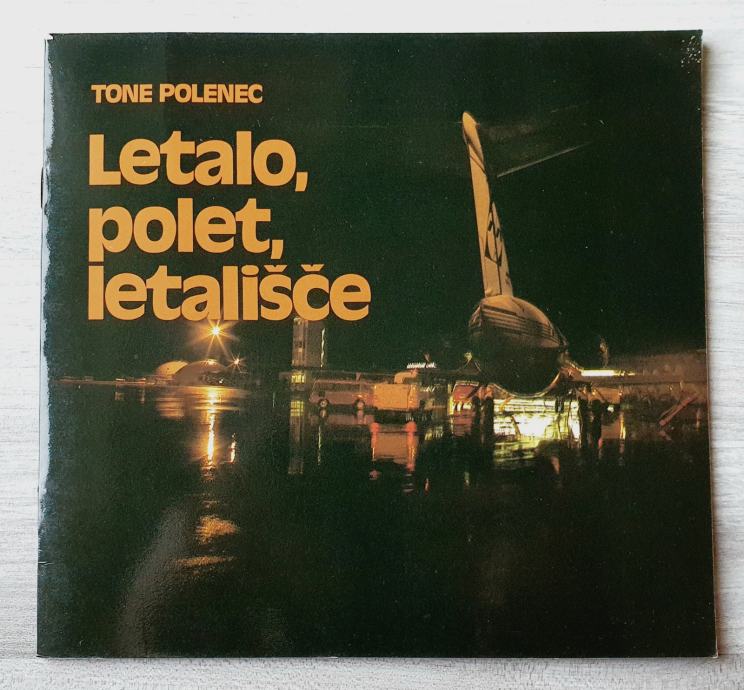 TONE POLENEC
Letalo,
polet,
letališče